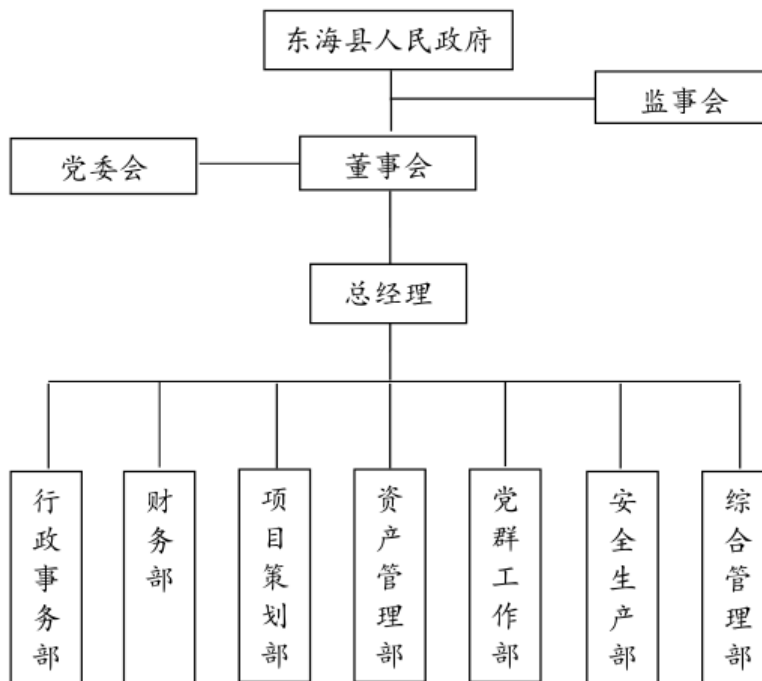 东海县人民政府
监事会
党委会
董事会
总经理
行政事务部
财务部
项目策划部
资产管理部
党群工作部
安全生产部
综合管理部